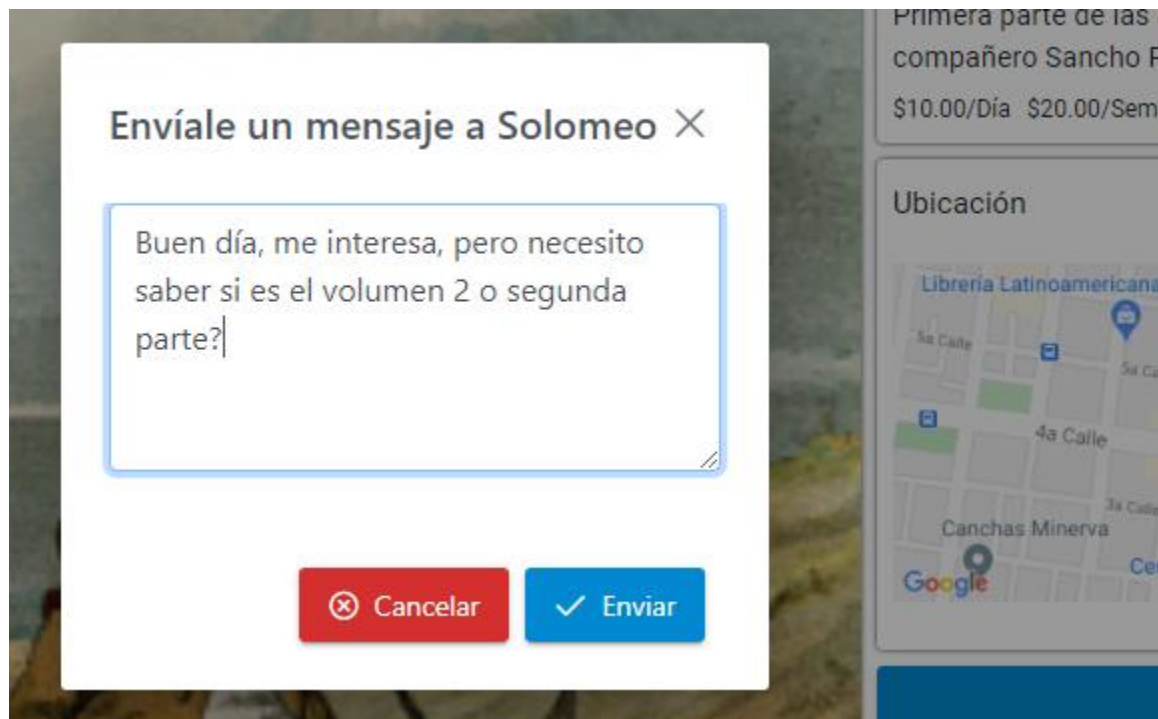 Envíale un mensaje a Solomeo
Buen día, me interesa, pero necesito
saber si es el volumen 2 o segunda
parte?
Cancelar
Enviar
Primera parte de las
compañero Sancho
$10.00/Día $20.00/Sem
Ubicación
Librería Latinoamericana
5a Calle
4a Calle
3a Calle
Canchas Minerva
Google